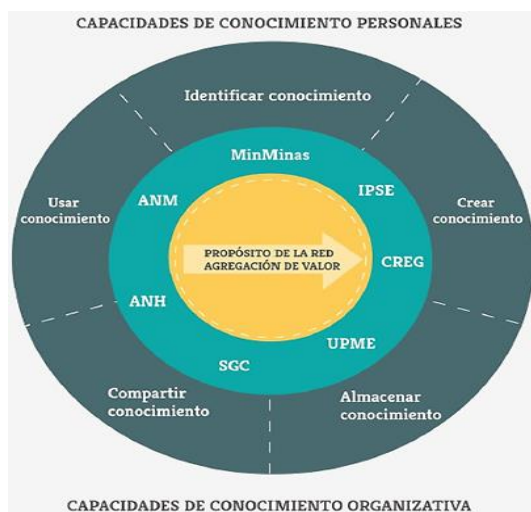 CAPACIDADES DE CONOCIMIENTO PERSONALES
Identificar conocimiento
MinMinas
ANM
IPSE
Usar
conocimiento
Crear
conocimiento
PROPÓSITO DE LA RED
AGREGACIÓN DE VALOR
CREG
ANH
UPME
SGC
Compartir
conocimiento
Almacenar
conocimiento
CAPACIDADES DE CONOCIMIENTO ORGANIZATIVA